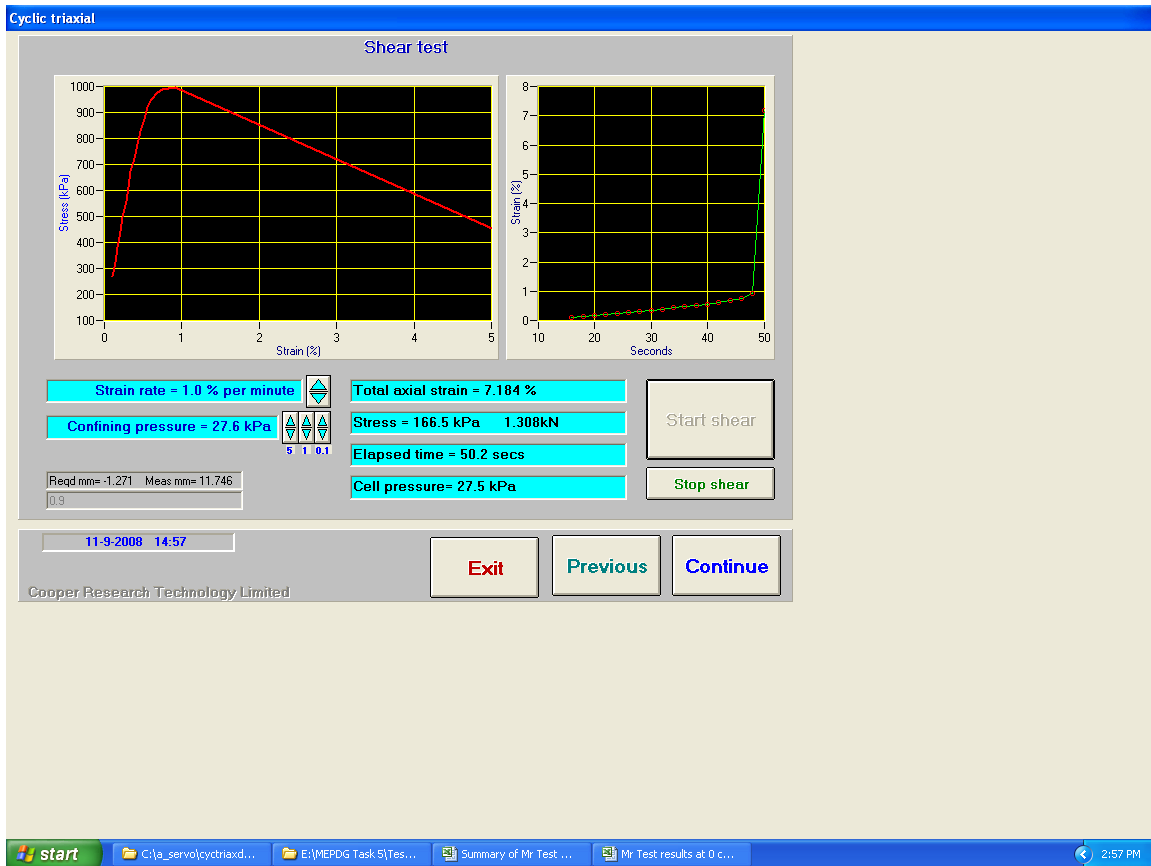 Cyclic triaxial
Shear test
1000
900
800
700
600
500
400
300
200
100
Stress (kPa)
0 1 2 3 4 5
Strain (%)
8
7
6
5
4
3
2
1
0
Strain (%)
10 20 30 40 50
Seconds
Strain rate = 1.0 % per minute
Confining pressure = 27.6 kPa
5 1 0.1
Reqd mm= -1.271 Meas mm= 11.746
0.9
Total axial strain = 7.184 %
Stress = 166.5 kPa 1.308kN
Elapsed time = 50.2 secs
Cell pressure= 27.5 kPa
Start shear
Stop shear
11-9-2008 14:57
Cooper Research Technology Limited
Exit
Previous
Continue
start
C:\a_servo\cyctriaxd...
E:\MEPDG Task 5\Tes...
Summary of Mr Test ...
Mr Test results at 0 c...
2:57 PM